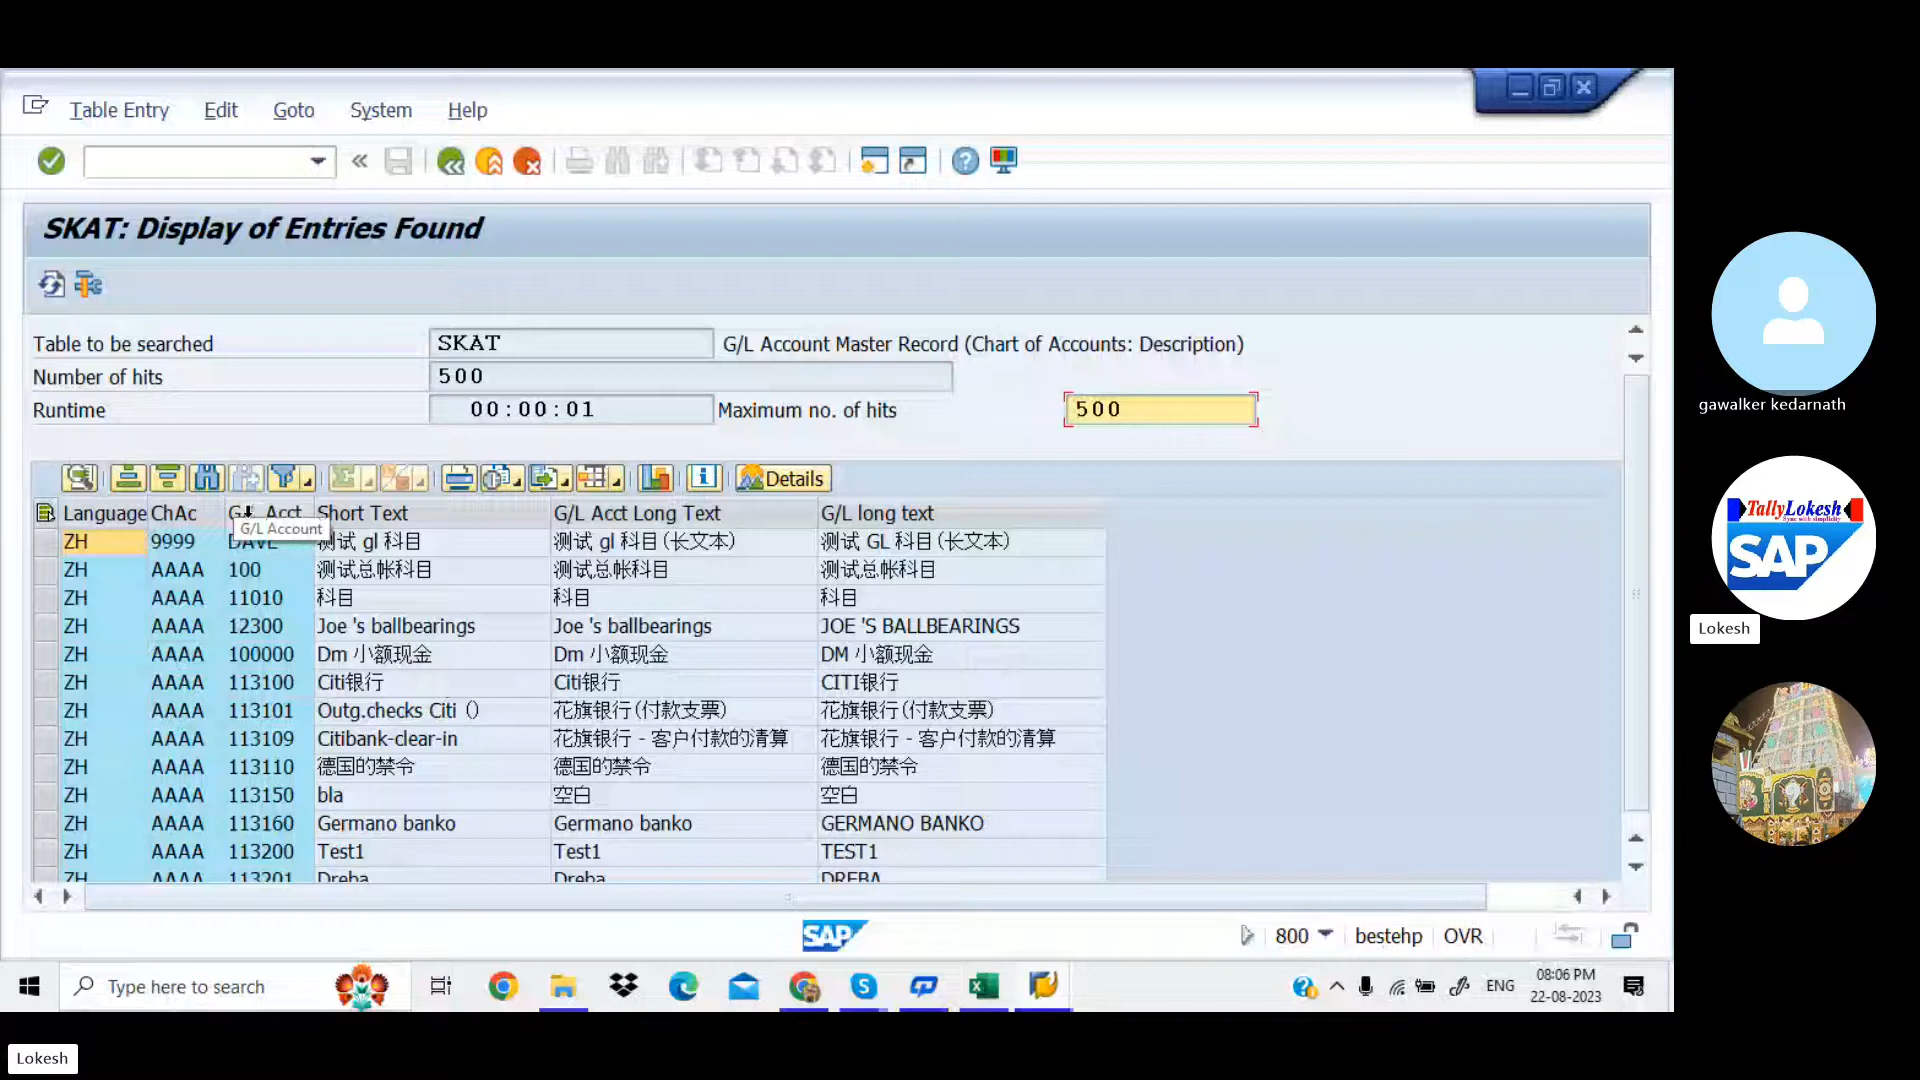 Table Entry Edit Goto System Help
SKAT: Display of Entries Found
Table to be searched SKAT G/L Account Master Record (Chart of Accounts: Description)
Number of hits 500
Runtime 00:00:01 Maximum no. of hits 500
Details
Language ChAc G/L Acct Short Text G/L Acct Long Text G/L long text
G/L Account
ZH 9999 DAVE 测试 gl 科目 测试 gl 科目(长文本) 测试 GL 科目(长文本)
ZH AAAA 100 测试总帐科目 测试总帐科目 测试总帐科目
ZH AAAA 11010 科目 科目 科目
ZH AAAA 12300 Joe 's ballbearings Joe 's ballbearings JOE 'S BALLBEARINGS
ZH AAAA 100000 Dm 小额现金 Dm 小额现金 DM 小额现金
ZH AAAA 113100 Citi银行 Citi银行 CITI银行
ZH AAAA 113101 Outg.checks Citi () 花旗银行(付款支票) 花旗银行(付款支票)
ZH AAAA 113109 Citibank-clear-in 花旗银行 - 客户付款的清算 花旗银行 - 客户付款的清算
ZH AAAA 113110 德国的禁令 德国的禁令 德国的禁令
ZH AAAA 113150 bla 空白 空白
ZH AAAA 113160 Germano banko Germano banko GERMANO BANKO
ZH AAAA 113200 Test1 Test1 TEST1
ZH AAAA 113201 Dreba Dreba DREBA
SAP 800 bestehp OVR
Type here to search ENG 08:06 PM
22-08-2023
gawalker kedarnath
TallyLokesh
Sync with simplicity
SAP
Lokesh
Lokesh